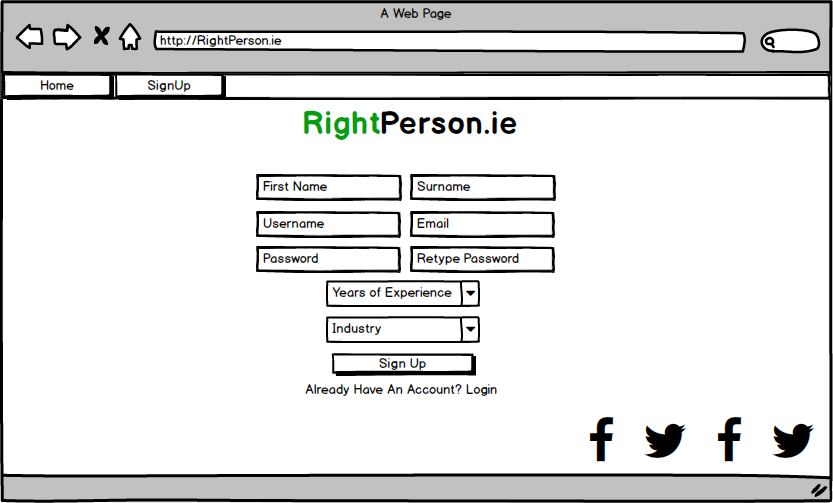 A Web Page
http://RightPerson.ie
Home SignUp
RightPerson.ie
First Name Surname
Username Email
Password Retype Password
Years of Experience
Industry
Sign Up
Already Have An Account? Login